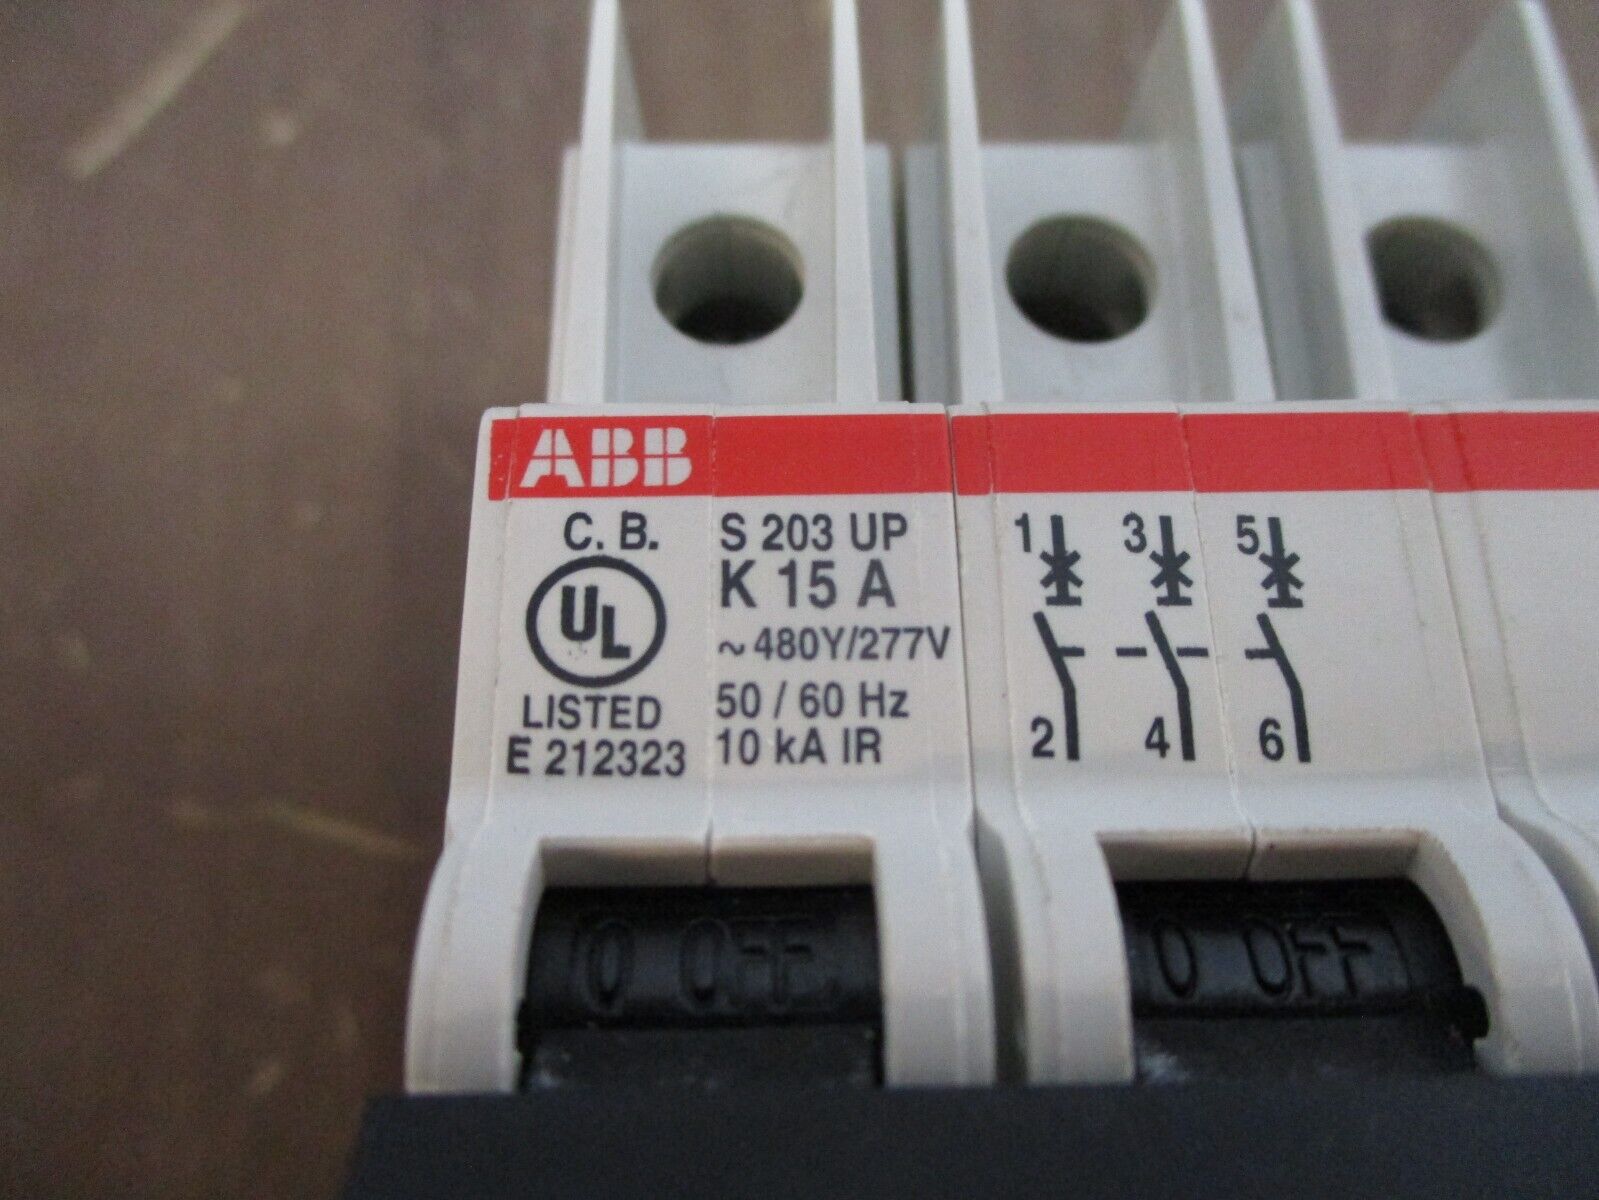 ABB
C. B.
UL
LISTED
E 212323
S 203 UP
K 15 A
~ 480Y/277V
50 / 60 Hz
10 kA IR
1 3 5
2 4 6
0 OFF
0 OFF